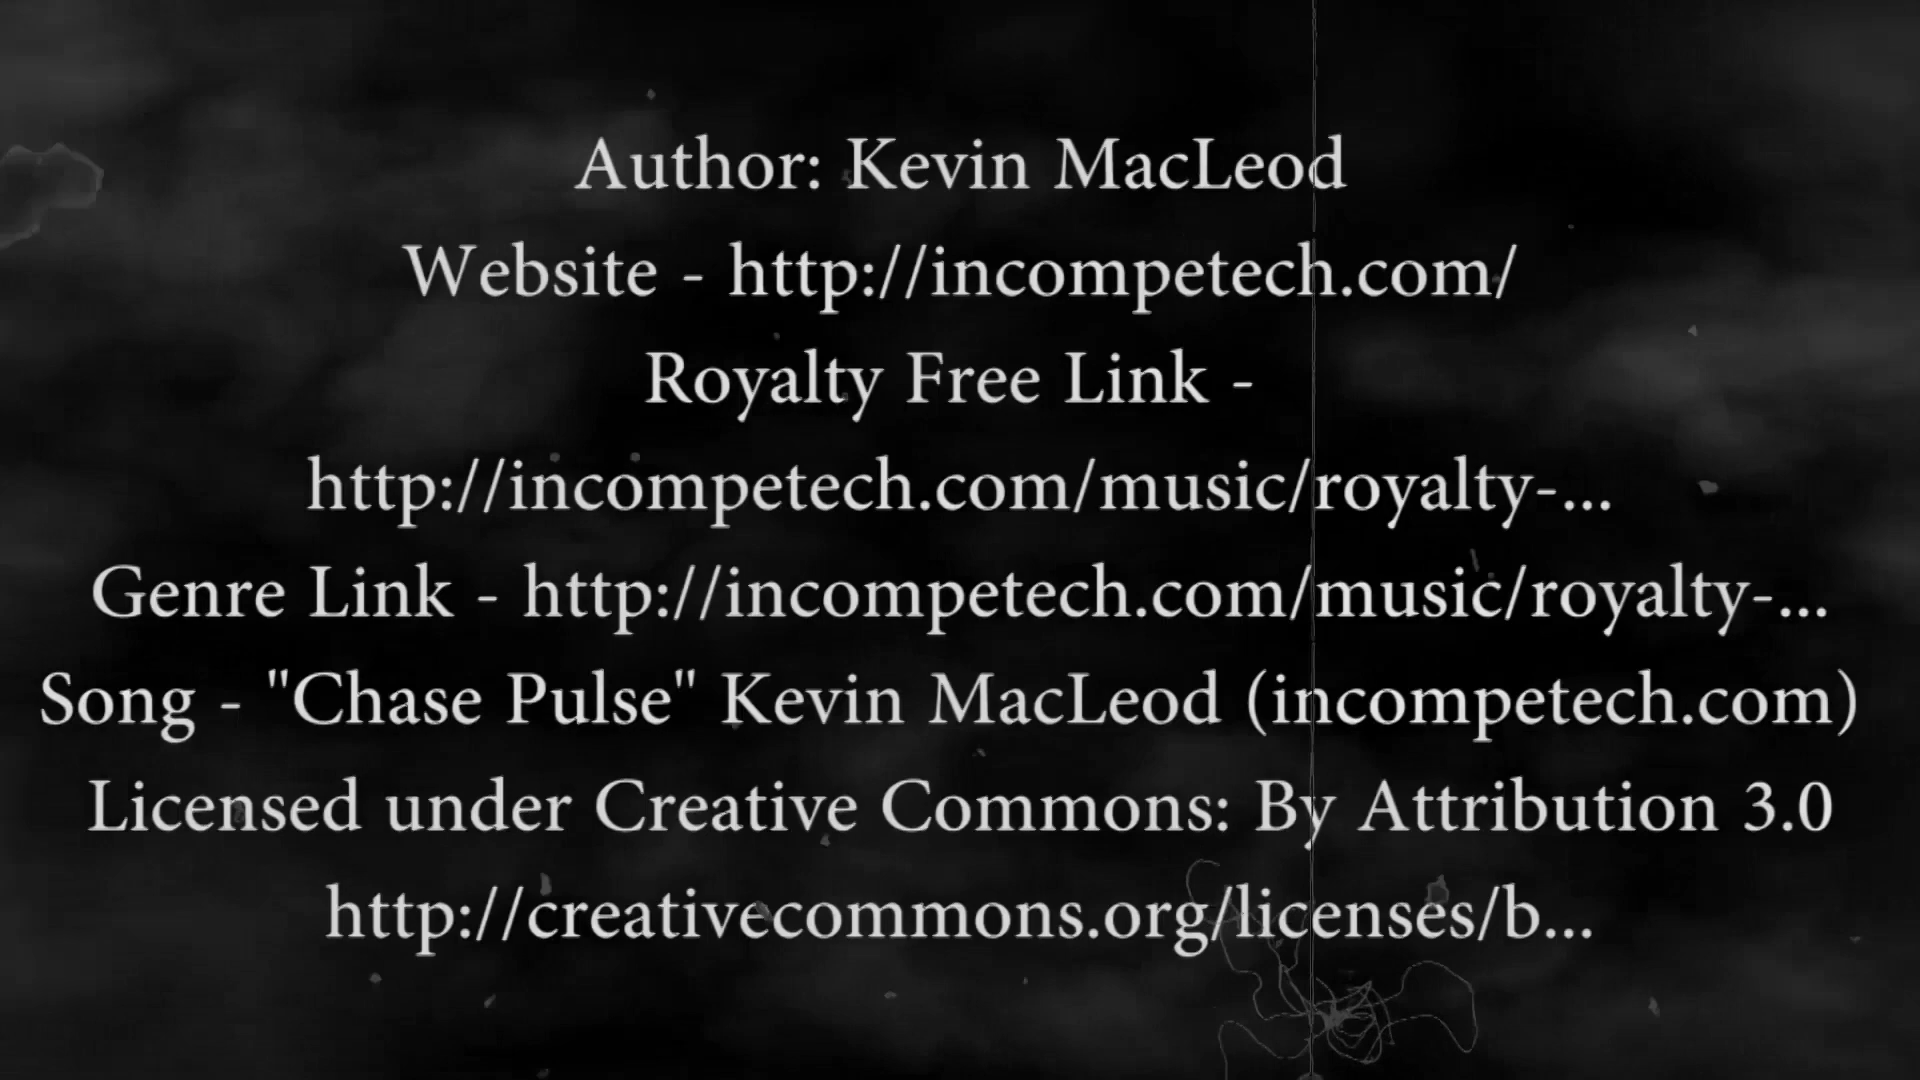 Author: Kevin MacLeod
Website - http://incompetech.com/
Royalty Free Link -
http://incompetech.com/music/royalty-...
Genre Link - http://incompetech.com/music/royalty-...
Song - "Chase Pulse" Kevin MacLeod (incompetech.com)
Licensed under Creative Commons: By Attribution 3.0
http://creativecommons.org/licenses/b...